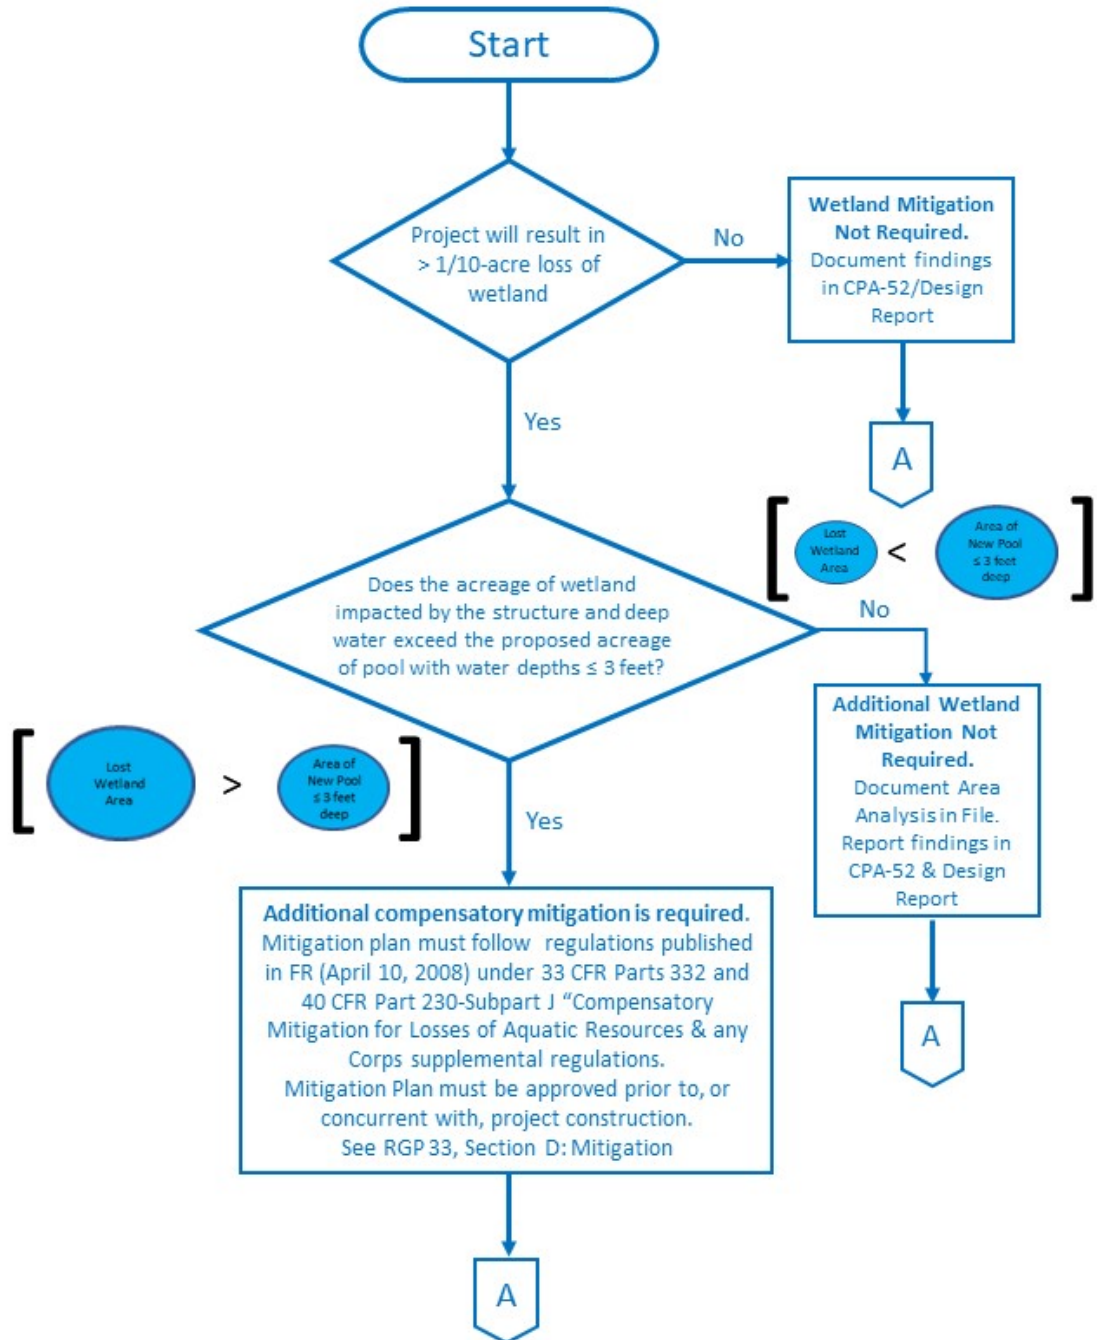 Start
Project will result in
> 1/10-acre loss of
wetland
No
Wetland Mitigation
Not Required.
Document findings
in CPA-52/Design
Report
A
Yes
Lost
Wetland
Area
<
Area of
New Pool
≤ 3 feet
deep
Does the acreage of wetland
impacted by the structure and deep
water exceed the proposed acreage
of pool with water depths ≤ 3 feet?
No
Additional Wetland
Mitigation Not
Required.
Document Area
Analysis in File.
Report findings in
CPA-52 & Design
Report
A
Lost
Wetland
Area
>
Area of
New Pool
≤ 3 feet
deep
Yes
Additional compensatory mitigation is required.
Mitigation plan must follow regulations published
in FR (April 10, 2008) under 33 CFR Parts 332 and
40 CFR Part 230-Subpart J “Compensatory
Mitigation for Losses of Aquatic Resources & any
Corps supplemental regulations.
Mitigation Plan must be approved prior to, or
concurrent with, project construction.
See RGP 33, Section D: Mitigation
A